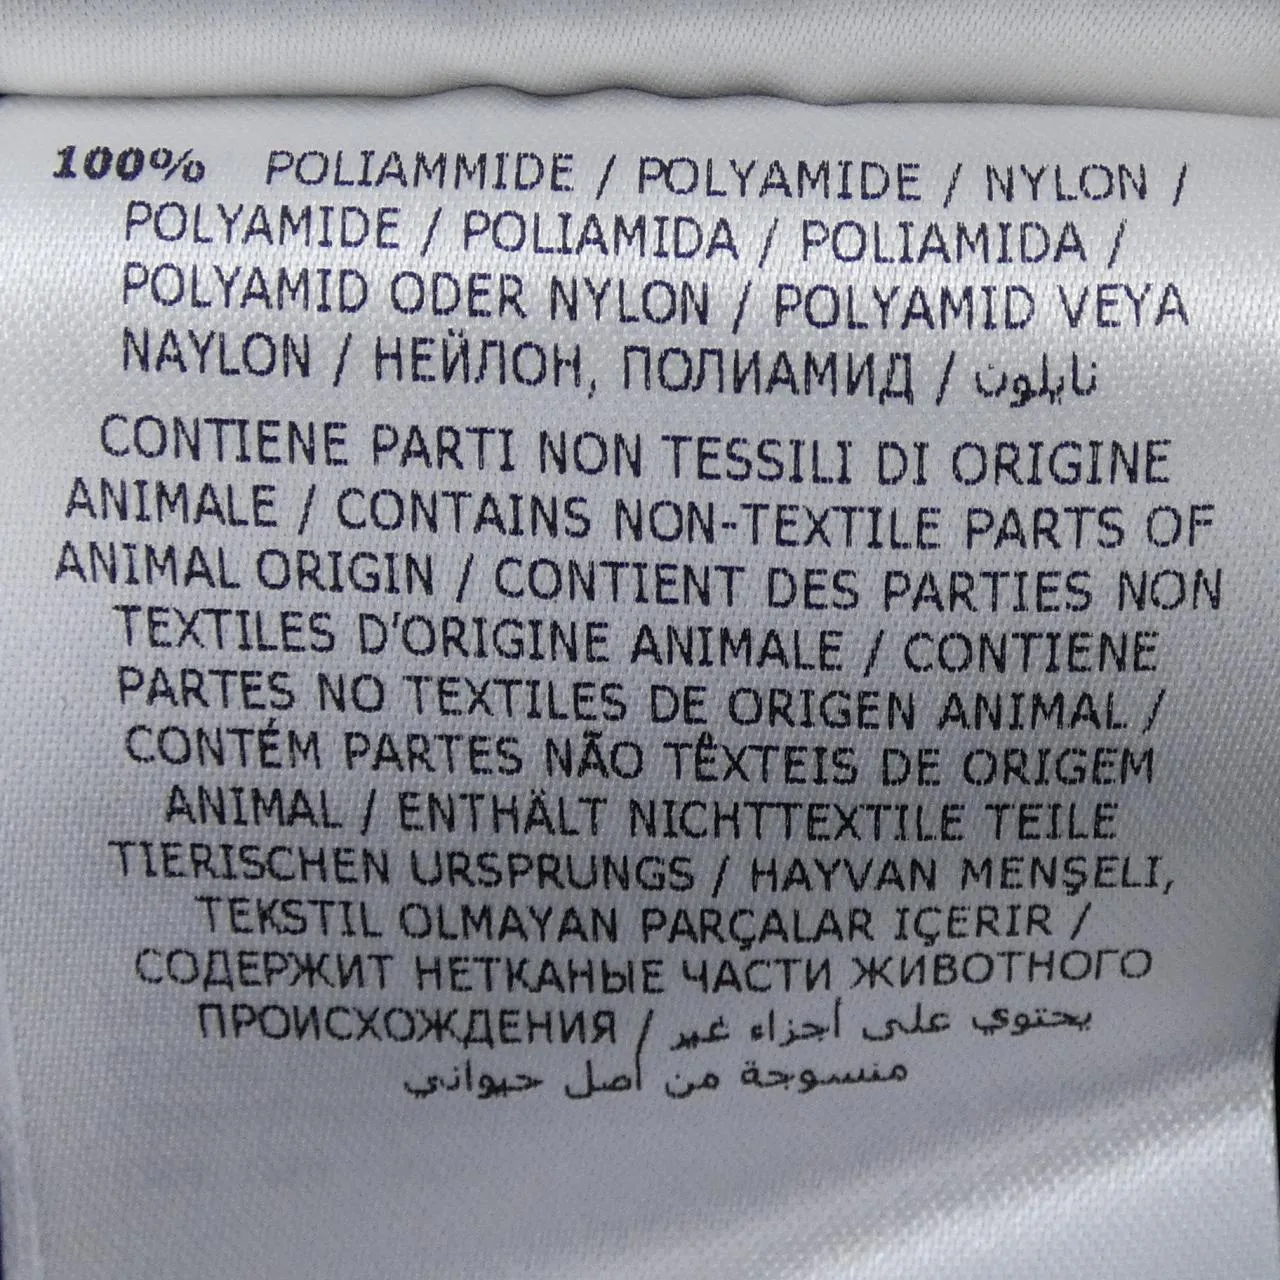 100% POLIAMMIDE / POLYAMIDE / NYLON /
POLYAMIDE / POLIAMIDA / POLIAMIDA /
POLYAMID ODER NYLON / POLYAMID VEYA
NAYLON / НЕЙЛОН, ПОЛИАМИД / نايلون
CONTIENE PARTI NON TESSILI DI ORIGINE
ANIMALE / CONTAINS NON-TEXTILE PARTS OF
ANIMAL ORIGIN / CONTIENT DES PARTIES NON
TEXTILES D'ORIGINE ANIMALE / CONTIENE
PARTES NO TEXTILES DE ORIGEN ANIMAL /
CONTÉM PARTES NÃO TÊXTEIS DE ORIGEM
ANIMAL / ENTHÄLT NICHTTEXTILE TEILE
TIERISCHEN URSPRUNGS / HAYVAN MENŞELI,
TEKSTIL OLMAYAN PARÇALAR IÇERIR /
СОДЕРЖИТ НЕТКАНЫЕ ЧАСТИ ЖИВОТНОГО
ПРОИСХОЖДЕНИЯ / يحتوي على أجزاء غير
منسوجة من أصل حيواني